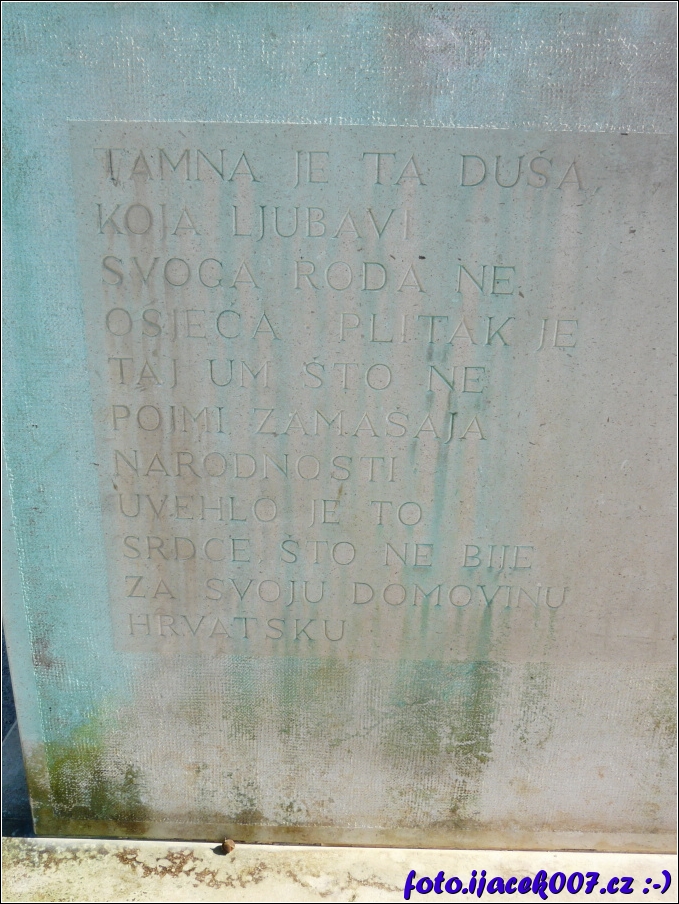 TAMNA JE TA DUŠA,
KOJA LJUBAVI
SVOGA RODA NE
OSJEĆA PLITAK JE
TAJ UM ŠTO NE
POJMI ZAMAŠAJA
NARODNOSTI
UVEHLO JE TO
SRDCE ŠTO NE BIJE
ZA SVOJU DOMOVINU
HRVATSKU
foto.ijacek007.cz :-)